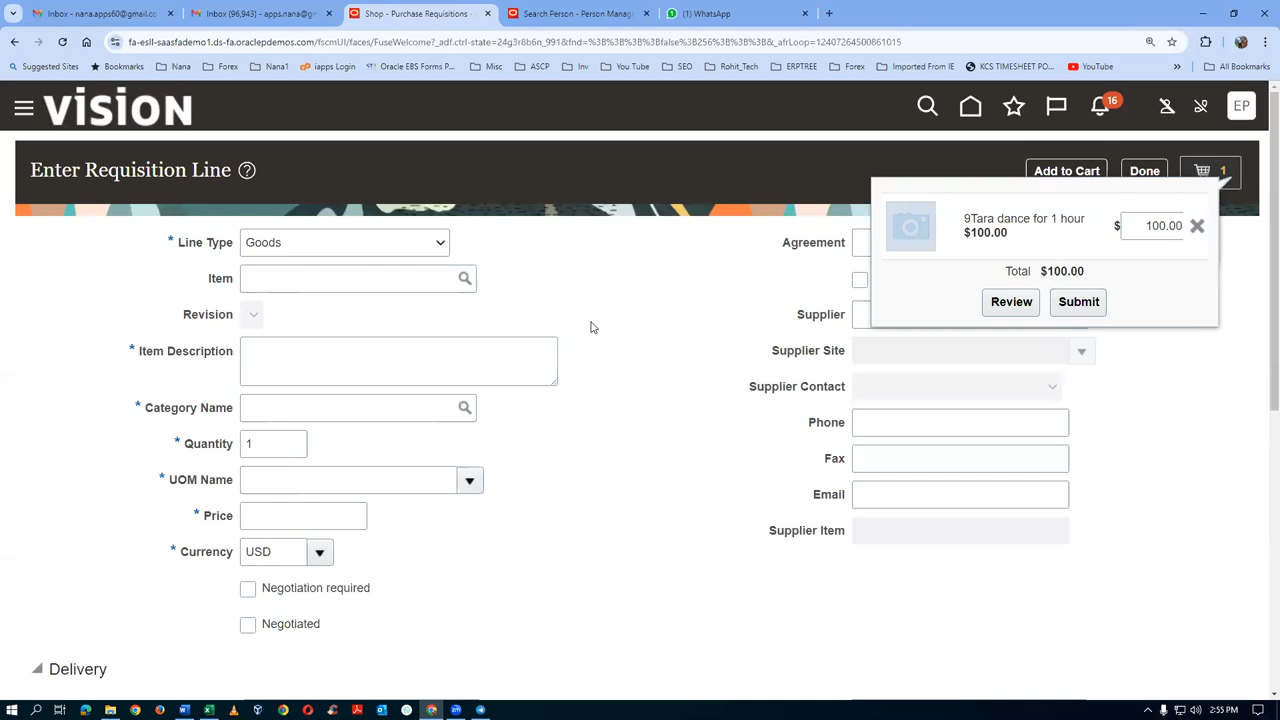 Inbox - nana.apps60@gmail.co
Inbox (96,943) - apps.nana@gm
Shop - Purchase Requisitions -
Search Person - Person Manag
(1) WhatsApp
fa-esll-saasfademo1.ds-fa.oraclepdemos.com/fscmUI/faces/FuseWelcome?_adf.ctrl-state=24g3r8b6n_991&fnd=%3B%3B%3B%3Bfalse%3B256%3B%3B%3B&_afrLoop=12407264500861015
Suggested Sites
Bookmarks
Nana
Forex
Nana1
iapps Login
Oracle EBS Forms P...
Misc
ASCP
Inv
You Tube
SEO
Rohit_Tech
ERPTREE
Forex
Imported From IE
KCS TIMESHEET PO...
YouTube
»
All Bookmarks
vision
16
EP
Enter Requisition Line ?
Add to Cart
Done
1
* Line Type Goods
Item
Revision
* Item Description
* Category Name
* Quantity 1
* UOM Name
* Price
* Currency USD
Negotiation required
Negotiated
Delivery
Agreement
Supplier
Supplier Site
Supplier Contact
Phone
Fax
Email
Supplier Item
9Tara dance for 1 hour
$100.00
$ 100.00
Total $100.00
Review
Submit
2:55 PM